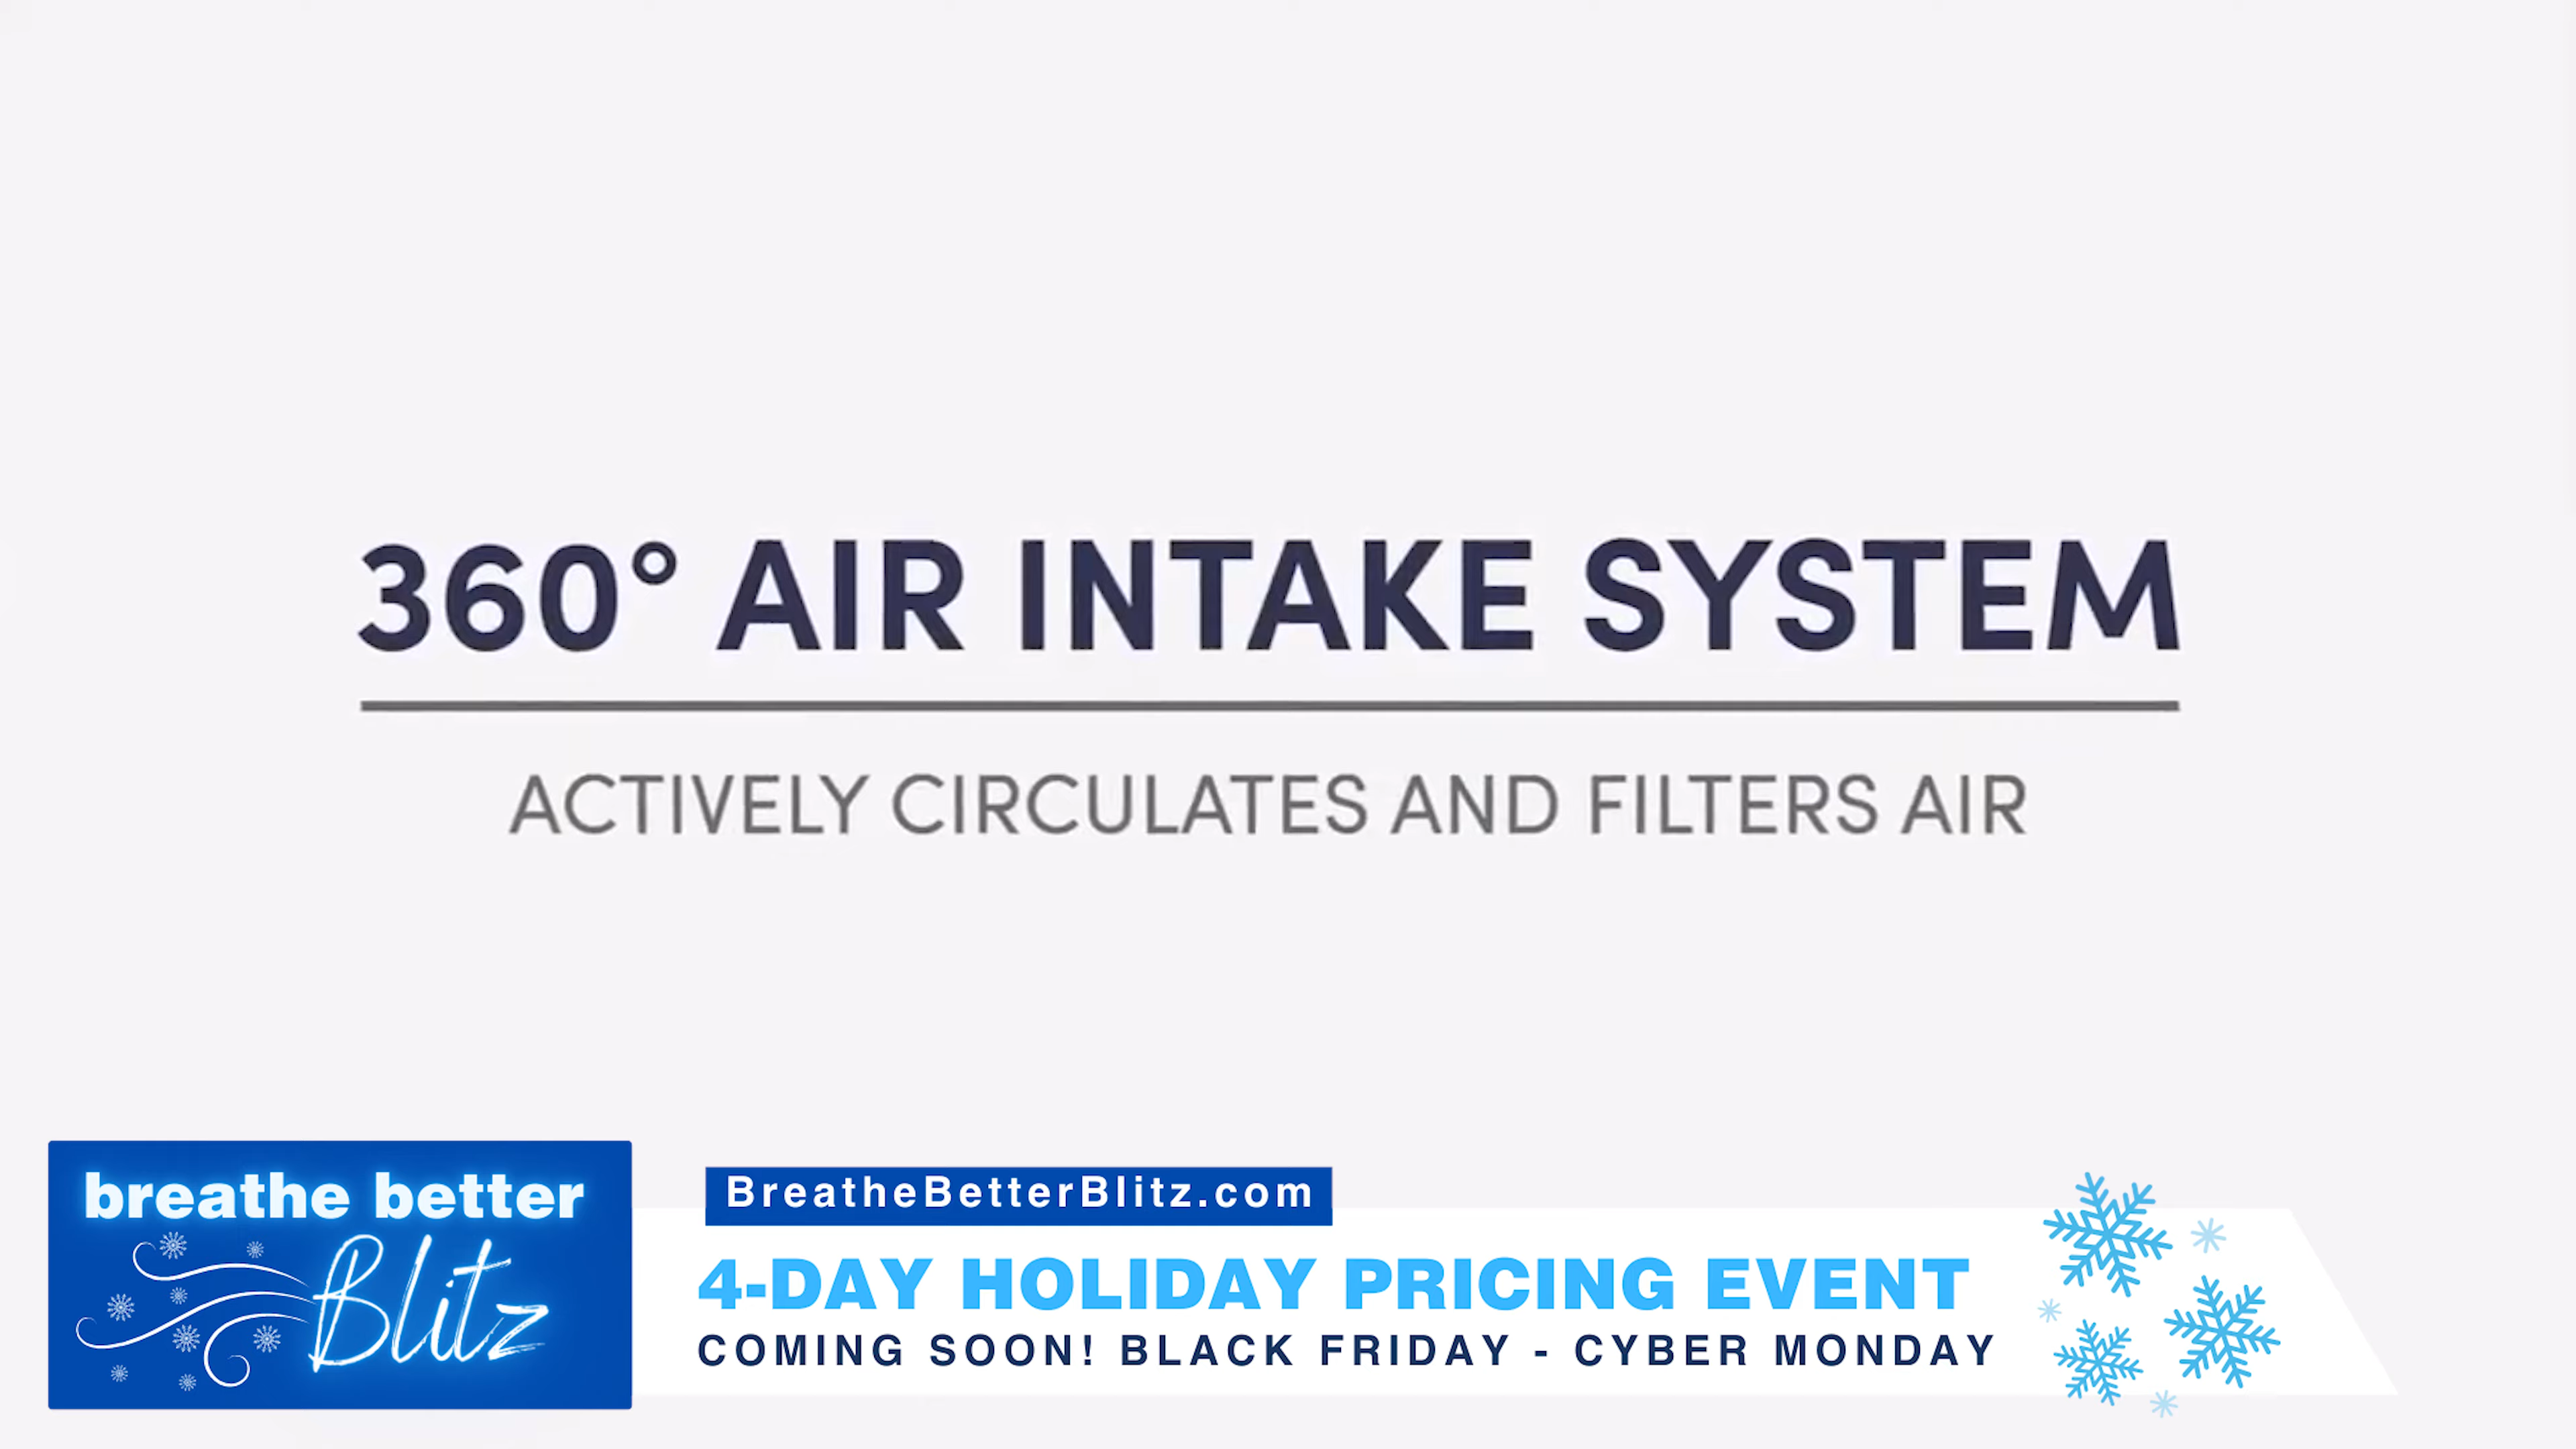 360° AIR INTAKE SYSTEM
ACTIVELY CIRCULATES AND FILTERS AIR
breathe better
Blitz
BreatheBetterBlitz.com
4-DAY HOLIDAY PRICING EVENT
COMING SOON! BLACK FRIDAY - CYBER MONDAY